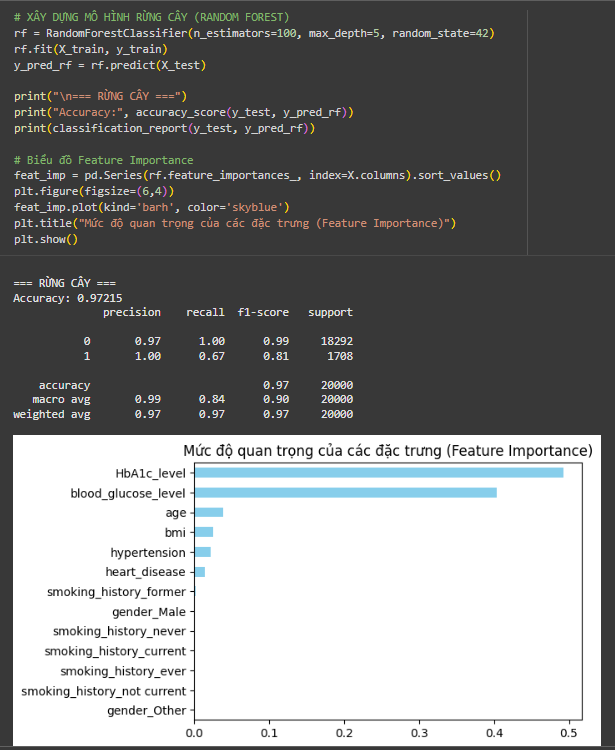 # XÂY DỰNG MÔ HÌNH RỪNG CÂY (RANDOM FOREST)
rf = RandomForestClassifier(n_estimators=100, max_depth=5, random_state=42)
rf.fit(X_train, y_train)
y_pred_rf = rf.predict(X_test)
print("\n=== RỪNG CÂY ===")
print("Accuracy:", accuracy_score(y_test, y_pred_rf))
print(classification_report(y_test, y_pred_rf))
# Biểu đồ Feature Importance
feat_imp = pd.Series(rf.feature_importances_, index=X.columns).sort_values()
plt.figure(figsize=(6,4))
feat_imp.plot(kind='barh', color='skyblue')
plt.title("Mức độ quan trọng của các đặc trưng (Feature Importance)")
plt.show()
=== RỪNG CÂY ===
Accuracy: 0.97215
precision recall f1-score support
0 0.97 1.00 0.99 18292
1 1.00 0.67 0.81 1708
accuracy 0.97 20000
macro avg 0.99 0.84 0.90 20000
weighted avg 0.97 0.97 0.97 20000
Mức độ quan trọng của các đặc trưng (Feature Importance)
HbA1c_level
blood_glucose_level
age
bmi
hypertension
heart_disease
smoking_history_former
gender_Male
smoking_history_never
smoking_history_current
smoking_history_ever
smoking_history_not current
gender_Other
0.0 0.1 0.2 0.3 0.4 0.5